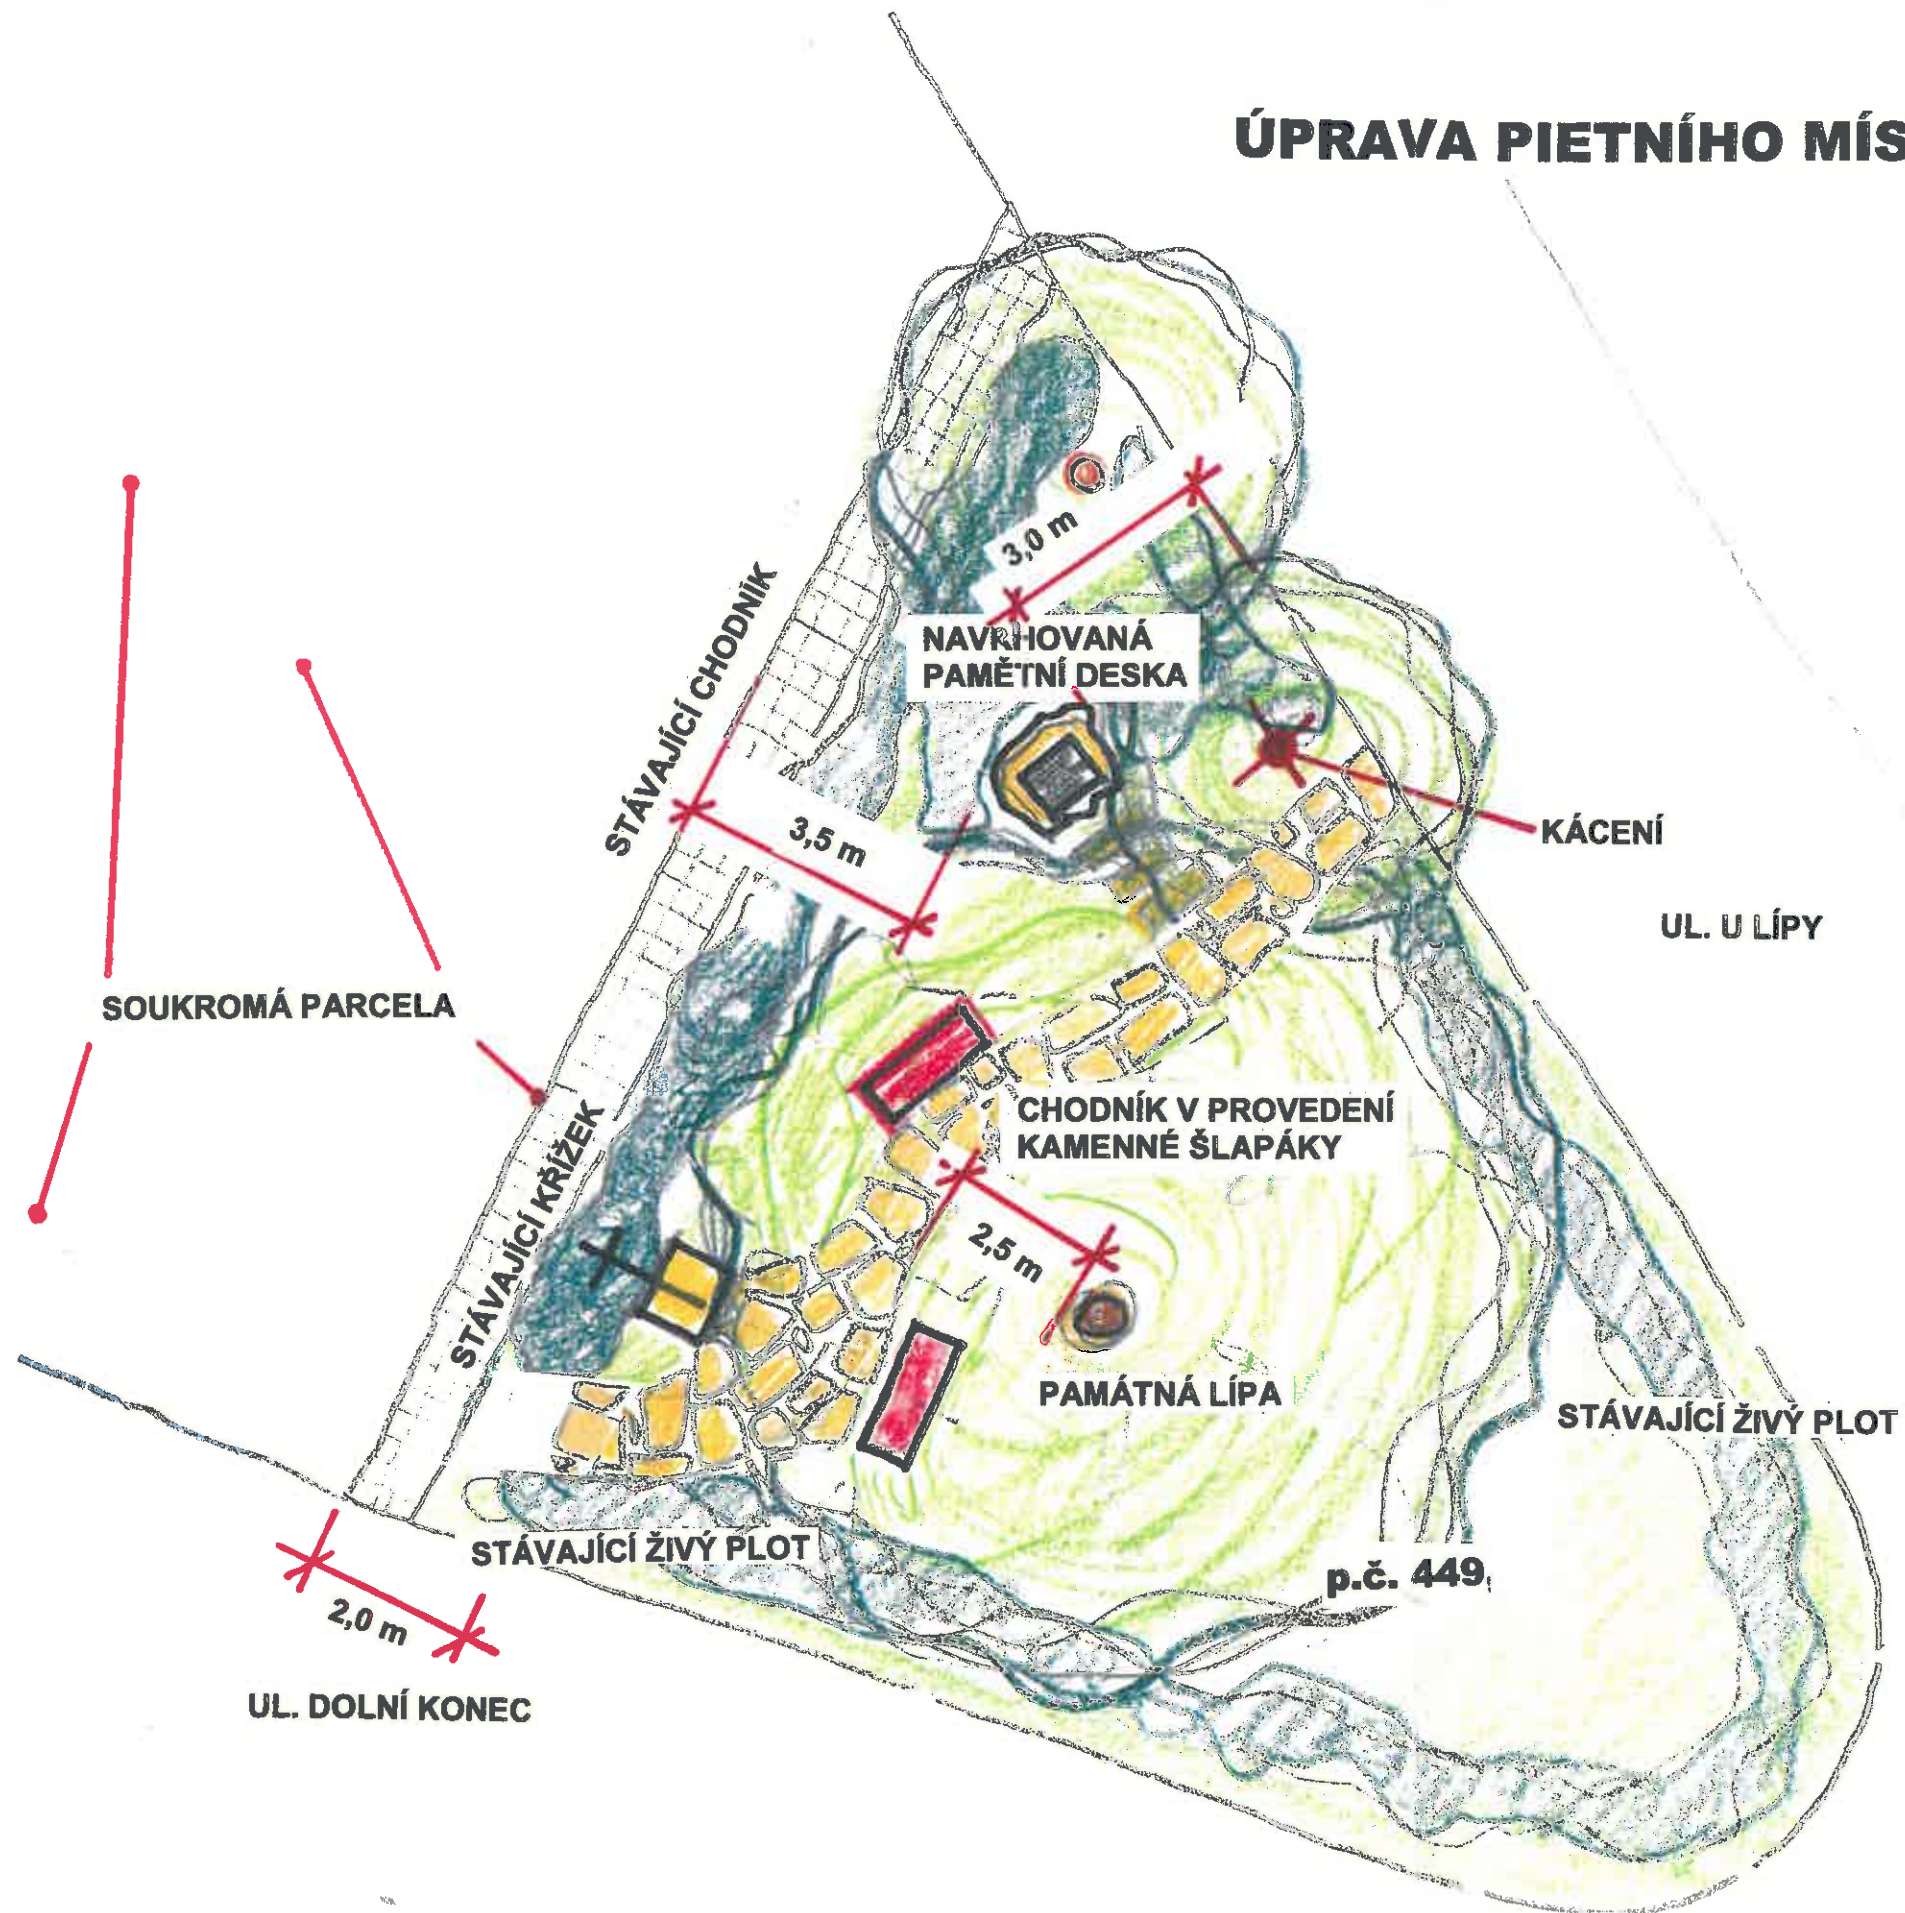 ÚPRAVA PIETNÍHO MÍS
3,0 m
NAVRHOVANÁ
PAMĚTNÍ DESKA
STÁVAJÍCÍ CHODNÍK
3,5 m
KÁCENÍ
UL. U LÍPY
SOUKROMÁ PARCELA
CHODNÍK V PROVEDENÍ
KAMENNÉ ŠLAPÁKY
STÁVAJÍCÍ KŘÍŽEK
2,5 m
PAMÁTNÁ LÍPA
STÁVAJÍCÍ ŽIVÝ PLOT
STÁVAJÍCÍ ŽIVÝ PLOT
p.č. 449
2,0 m
UL. DOLNÍ KONEC